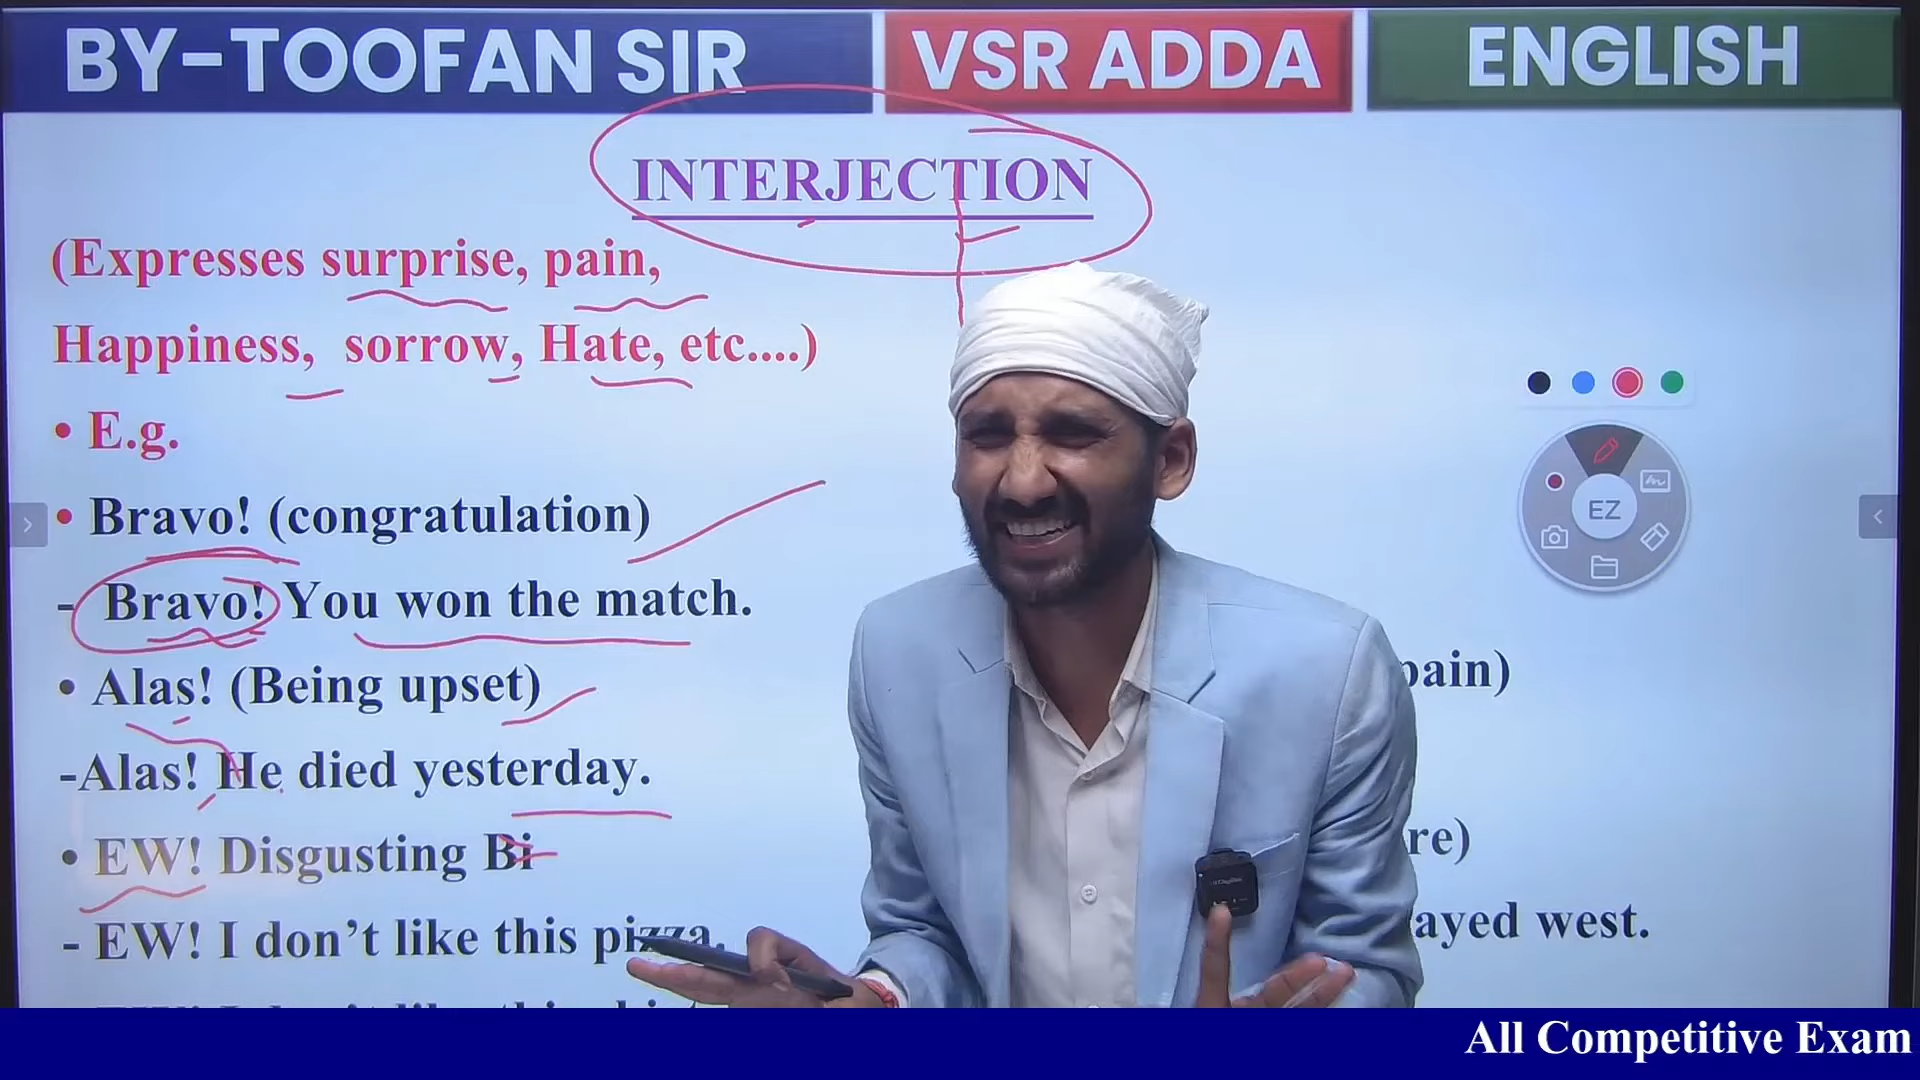 BY-TOOFAN SIR
VSR ADDA
ENGLISH
INTERJECTION
(Expresses surprise, pain,
Happiness, sorrow, Hate, etc....)
• E.g.
• Bravo! (congratulation)
- Bravo! You won the match.
• Alas! (Being upset)
-Alas! He died yesterday.
• EW! Disgusting Bi
- EW! I don't like this pizza.
pain)
re)
ayed west.
EZ
All Competitive Exam